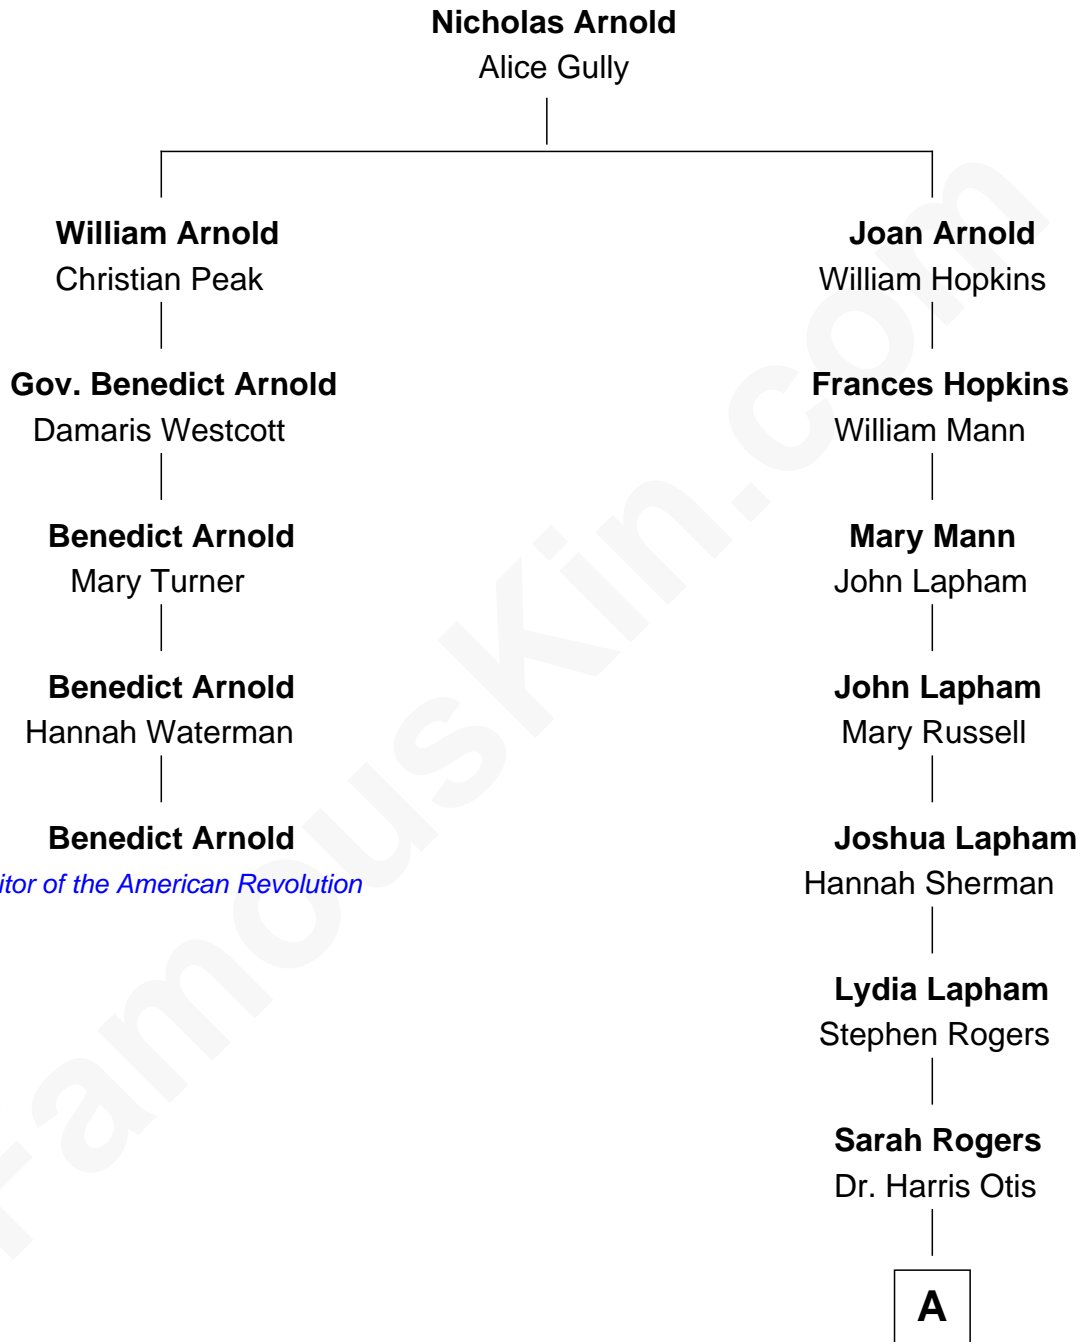 Nicholas Arnold
Alice Gully
William Arnold
Christian Peak
Joan Arnold
William Hopkins
Gov. Benedict Arnold
Damaris Westcott
Frances Hopkins
William Mann
Benedict Arnold
Mary Turner
Mary Mann
John Lapham
Benedict Arnold
Hannah Waterman
John Lapham
Mary Russell
Benedict Arnold
itor of the American Revolution
Joshua Lapham
Hannah Sherman
Lydia Lapham
Stephen Rogers
Sarah Rogers
Dr. Harris Otis
A
FamousKin.com